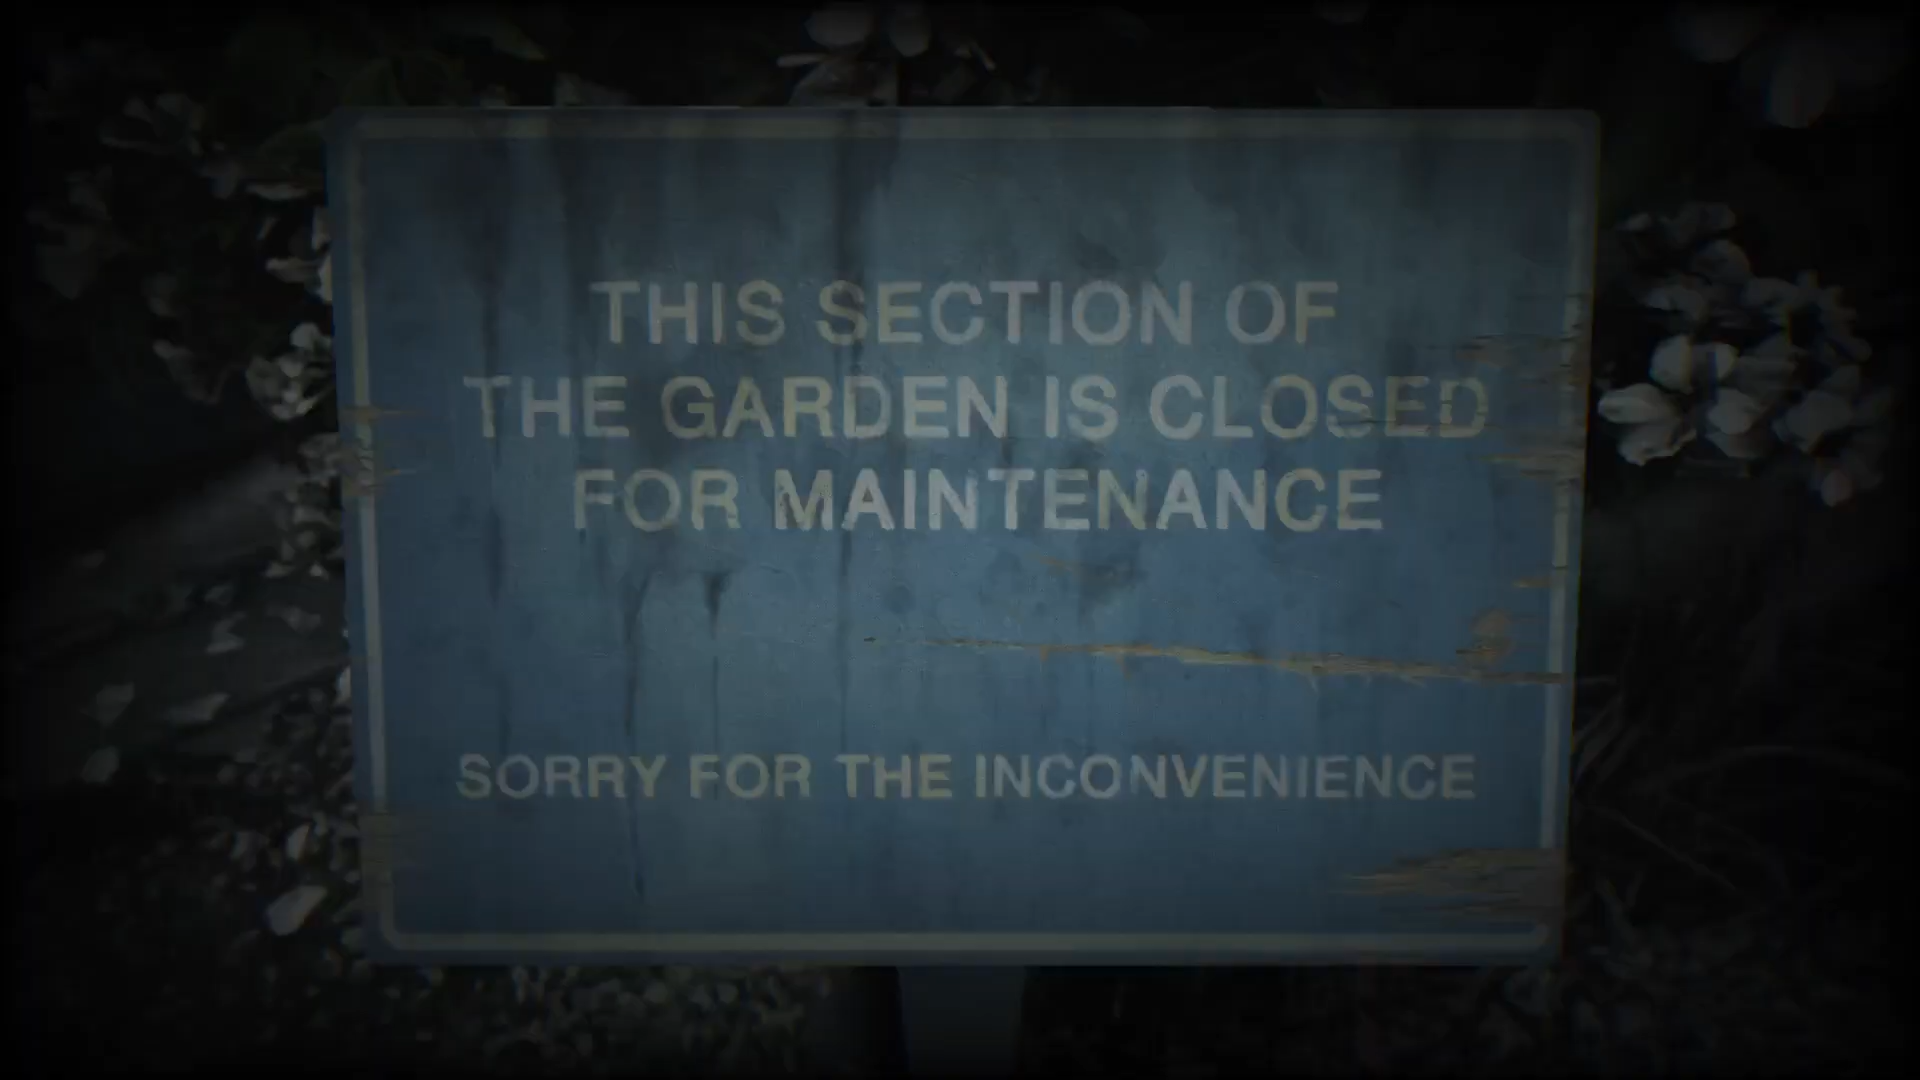 THIS SECTION OF
THE GARDEN IS CLOSED
FOR MAINTENANCE
SORRY FOR THE INCONVENIENCE